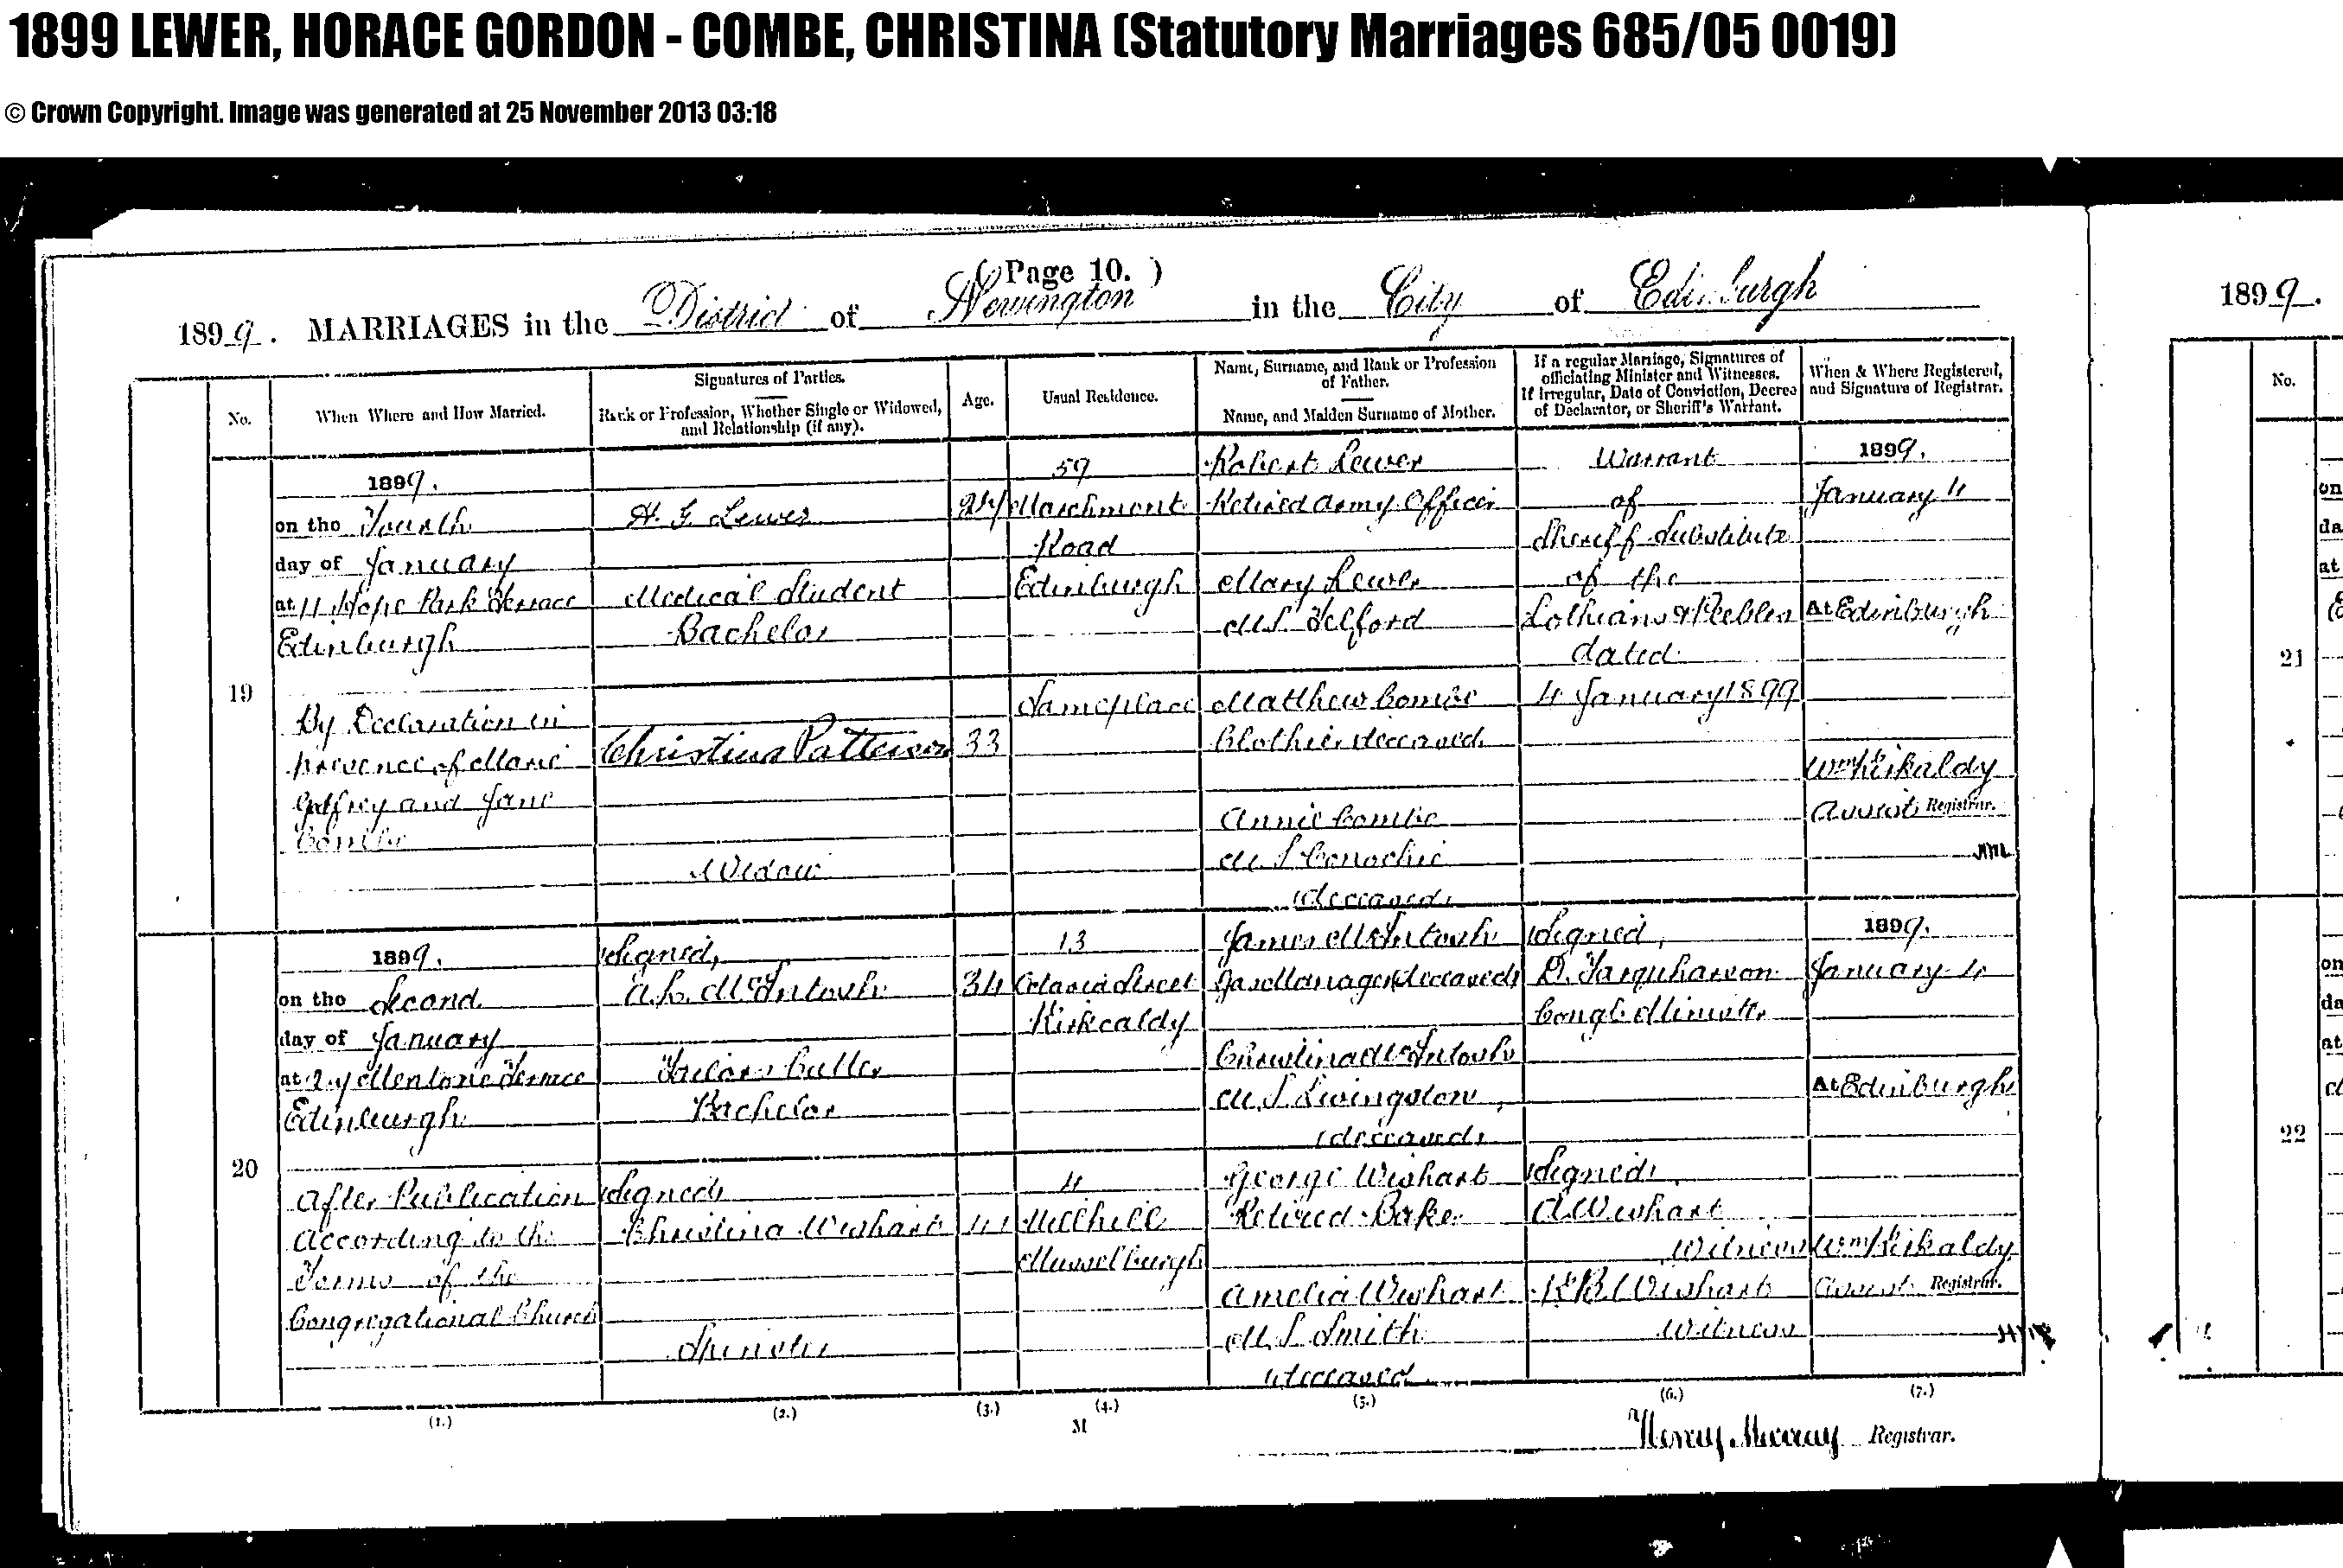 1899 LEWER, HORACE GORDON - COMBE, CHRISTINA (Statutory Marriages 685/05 0019)
© Crown Copyright. Image was generated at 25 November 2013 03:18
(Page 10. )
1899. MARRIAGES in the District of Newington in the City of Edinburgh
1899.
No.
When Where and How Married.
Signatures of Parties.
Rank or Profession, Whether Single or Widowed,
and Relationship (if any).
Age.
Usual Residence.
Name, Surname, and Rank or Profession
of Father.
Name, and Maiden Surname of Mother.
If a regular Marriage, Signatures of
officiating Minister and Witnesses.
If Irregular, Date of Conviction, Decree
of Declarator, or Sheriff's Warrant.
When & Where Registered,
and Signature of Registrar.
No.
19
1899.
on the Fourth
day of January
at 11 Hope Park Terrace
Edinburgh
By Declaration in
presence of Marie
Godfrey and Jane
Combe
H. G. Lewer
Medical Student
Bachelor
Christina Patterson
Widow
24
33
59
Marchmont
Road
Edinburgh
Same place
Robert Lewer
Retired Army Officer
Mary Lewer
M.S. Telford
Matthew Combe
Clothier deceased
Annie Combe
M.S. Conochie
deceased
Warrant
of
Sheriff Substitute
of the
Lothians & Peebles
dated
4 January 1899
1899.
January 4
At Edinburgh
Wm Kirkaldy
Assist Registrar.
20
1899.
on the Second
day of January
at 27 Mentone Terrace
Edinburgh
After Publication
according to the
Forms of the
Congregational Church
Signed,
McIntosh
Tailor's Cutter
Bachelor
Signed
Christina Wishart
Spinster
34
41
13
Octavia Street
Kirkcaldy
4
Millhill
Musselburgh
James McIntosh
Gas Manager (deceased)
Christina McIntosh
M.S. Livingston,
(deceased)
George Wishart
Retired Baker
Amelia Wishart
M.S. Smith
deceased
Signed,
D. Farquharson
Congl Minister
Signed,
A Wishart
Witness
Wishart
Witness
1899.
January 4
At Edinburgh
Wm Kirkaldy
Assist Registrar.
(1.)
(2.)
(3.)
(4.)
(5.)
(6.)
(7.)
M
Henry Murray Registrar.
21
22
on
da
at
on
da
at